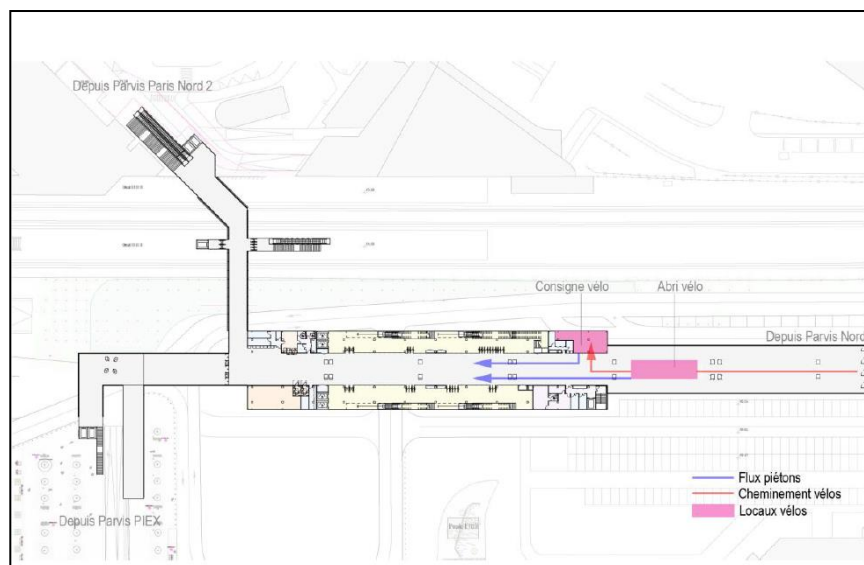 Depuis Parvis Paris Nord 2
Consigne vélo
Abri vélo
Depuis Parvis Nord
Depuis Parvis PIEX
Flux piétons
Cheminement vélos
Locaux vélos